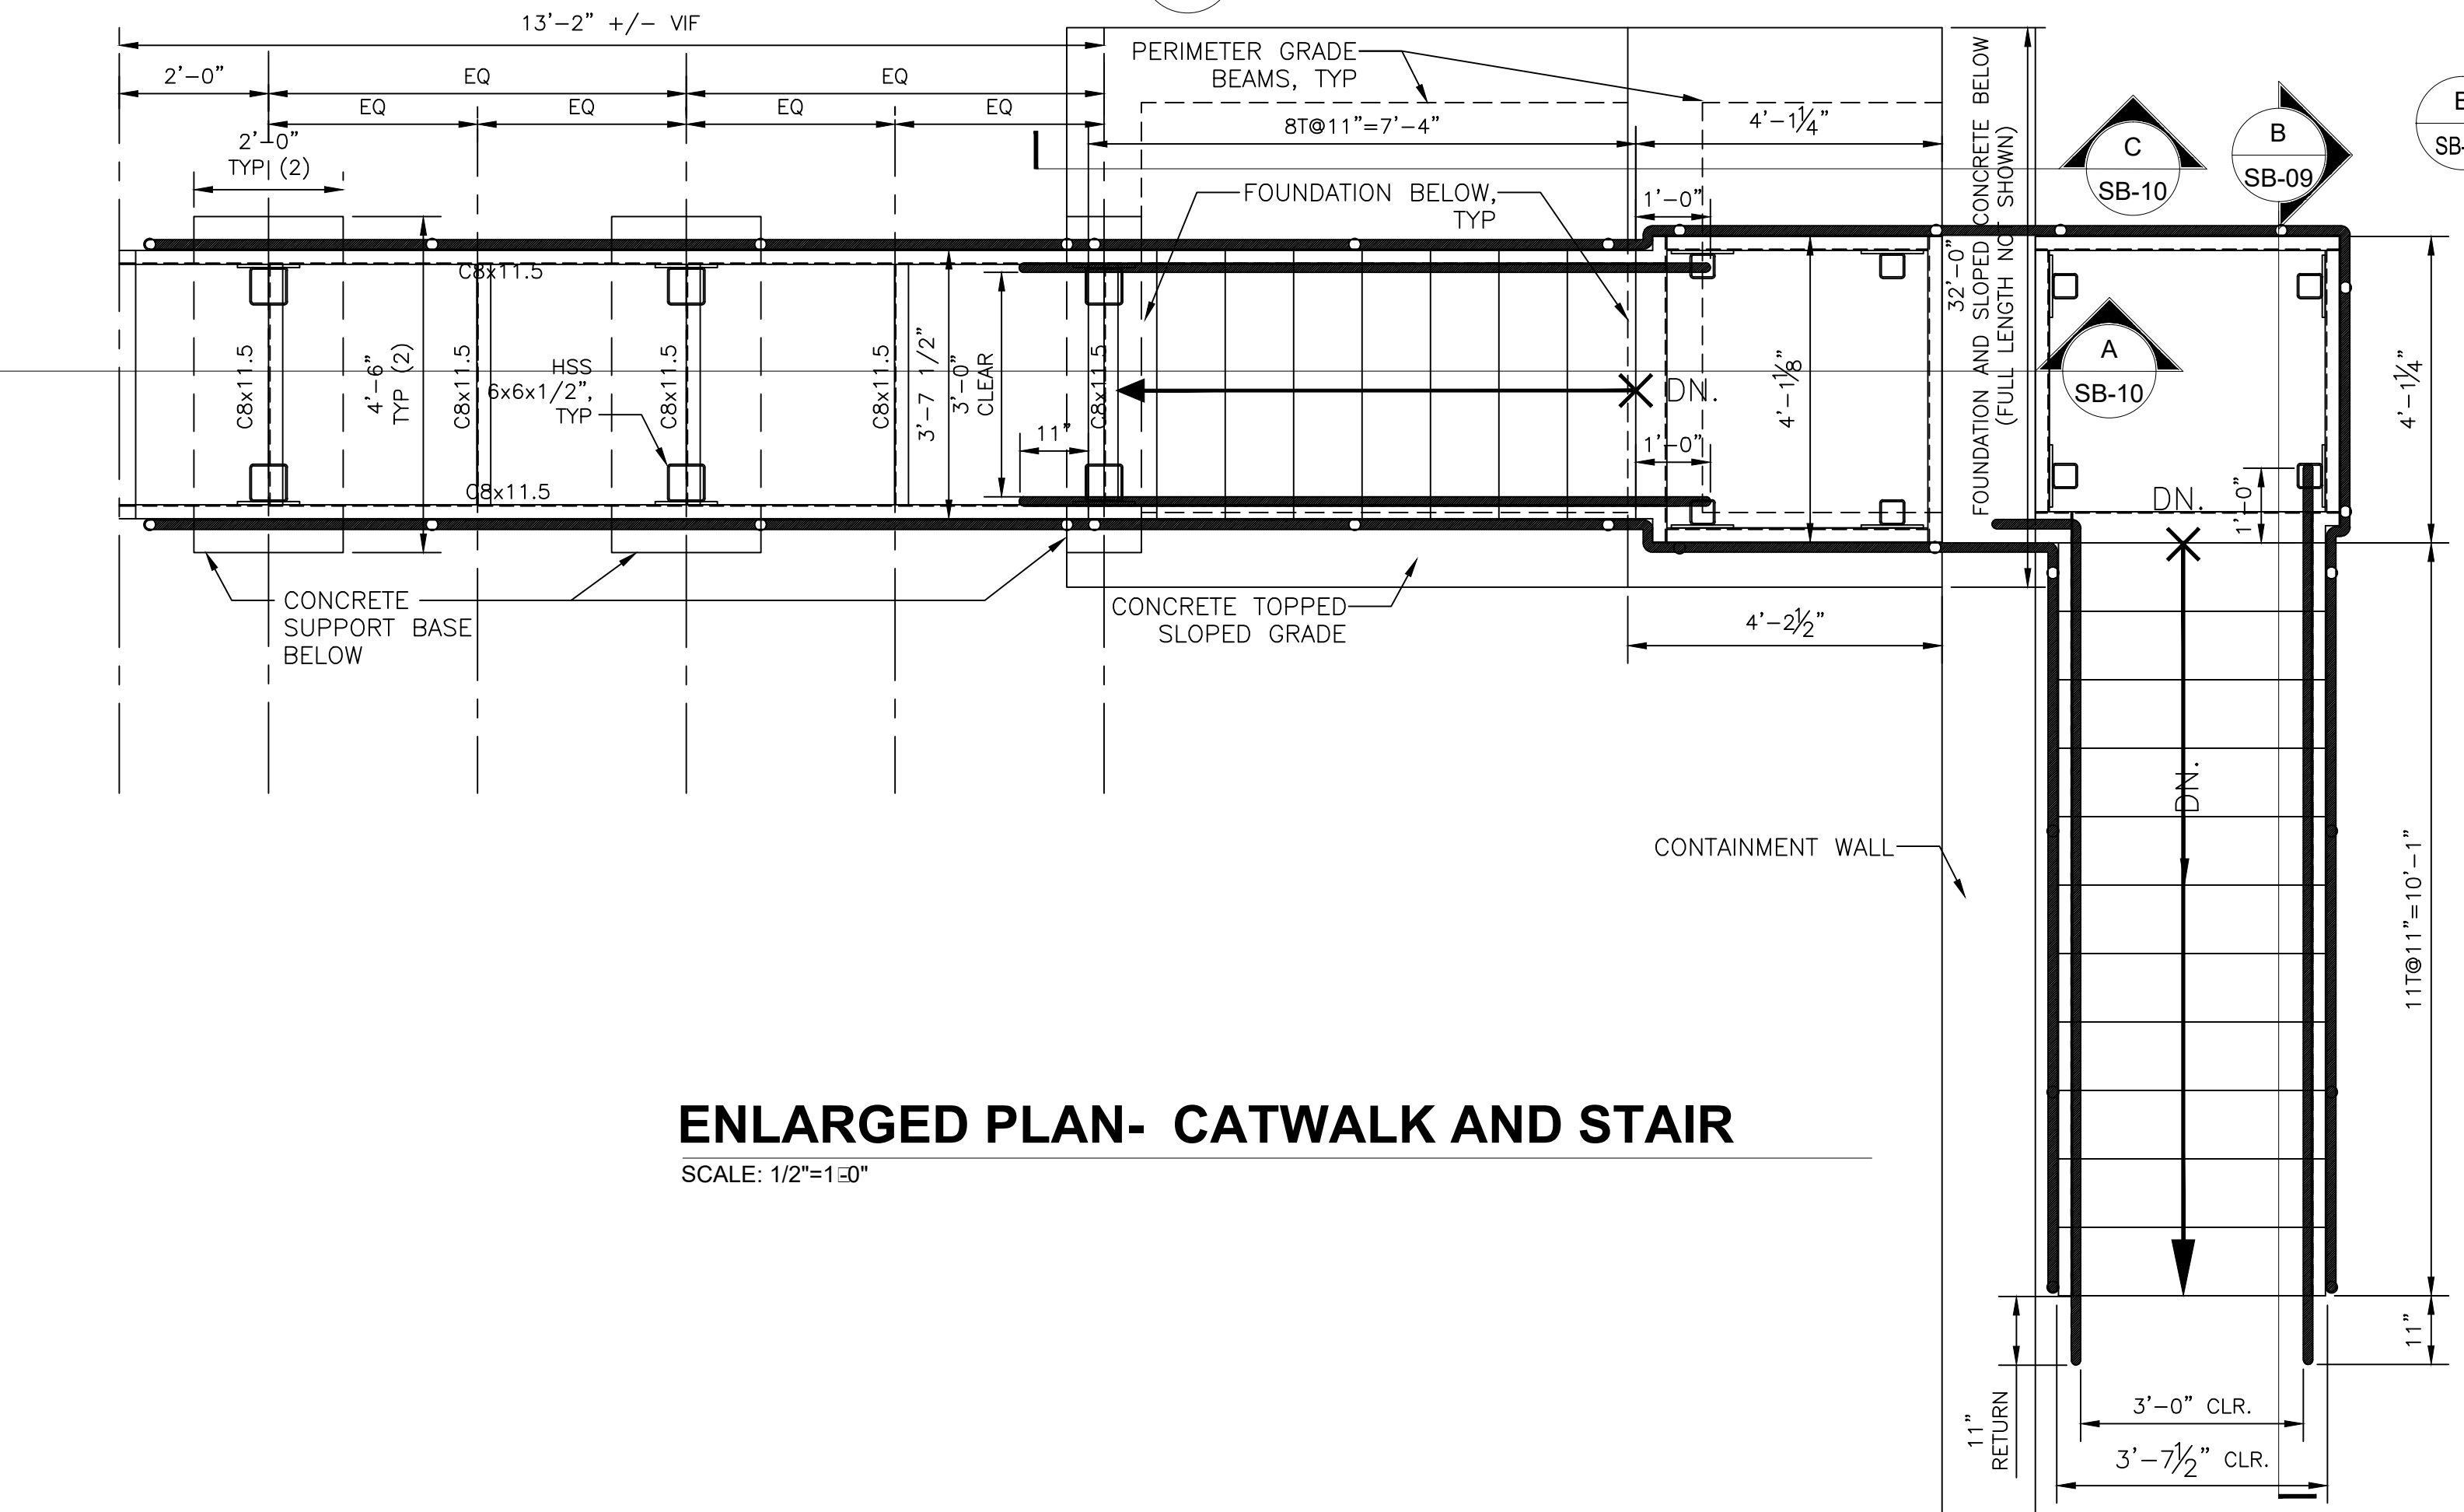 13'-2" +/- VIF
2'-0"
EQ
EQ
EQ
EQ
EQ
EQ
2'-0"
TYP (2)
PERIMETER GRADE
BEAMS, TYP
8T@11"=7'-4"
4'-1¼"
FOUNDATION BELOW,
TYP
1'-0"
32'-0"
FOUNDATION AND SLOPED CONCRETE BELOW
(FULL LENGTH NOT SHOWN)
C
SB-10
B
SB-09
SB-
C8x11.5
C8x11.5
4'-6"
TYP (2)
C8x11.5
HSS
6x6x1/2",
TYP
C8x11.5
C8x11.5
3'-7 1/2"
3'-0"
CLEAR
11"
C8x11.5
C8x11.5
DN.
1'-0"
4'-1⅛"
A
SB-10
4'-1¼"
DN.
1'-0"
CONCRETE
SUPPORT BASE
BELOW
CONCRETE TOPPED
SLOPED GRADE
4'-2½"
DN.
CONTAINMENT WALL
11T@11"=10'-1"
ENLARGED PLAN- CATWALK AND STAIR
SCALE: 1/2"=1-0"
11"
11"
RETURN
3'-0" CLR.
3'-7½" CLR.